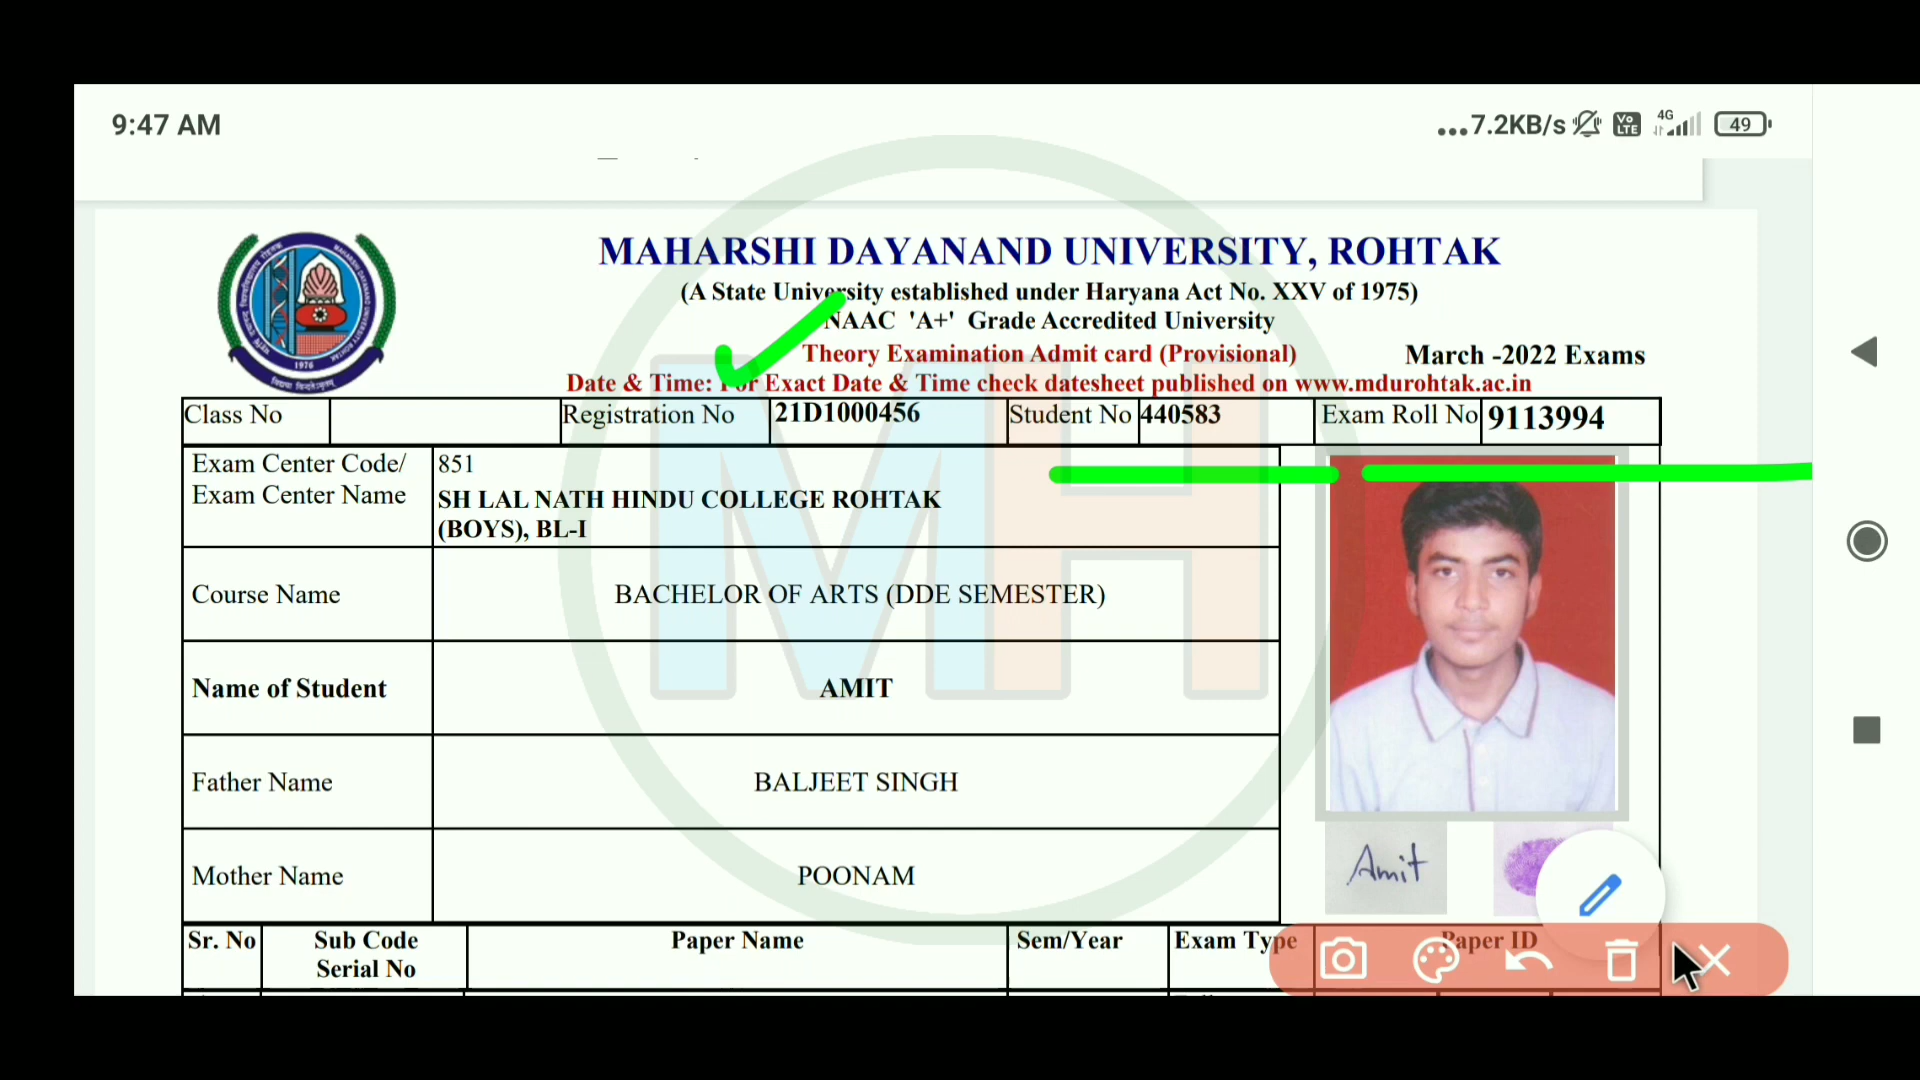 9:47 AM
...7.2KB/s Vo LTE 4G 49
MAHARSHI DAYANAND UNIVERSITY, ROHTAK
(A State University established under Haryana Act No. XXV of 1975)
NAAC 'A+' Grade Accredited University
Theory Examination Admit card (Provisional) March -2022 Exams
Date & Time: For Exact Date & Time check datesheet published on www.mdurohtak.ac.in
Class No Registration No 21D1000456 Student No 440583 Exam Roll No 9113994
Exam Center Code/ 851
Exam Center Name SH LAL NATH HINDU COLLEGE ROHTAK
(BOYS), BL-I
Course Name BACHELOR OF ARTS (DDE SEMESTER)
Name of Student AMIT
Father Name BALJEET SINGH
Mother Name POONAM
Amit
Sr. No Sub Code Paper Name Sem/Year Exam Type Paper ID
Serial No
MH
1976